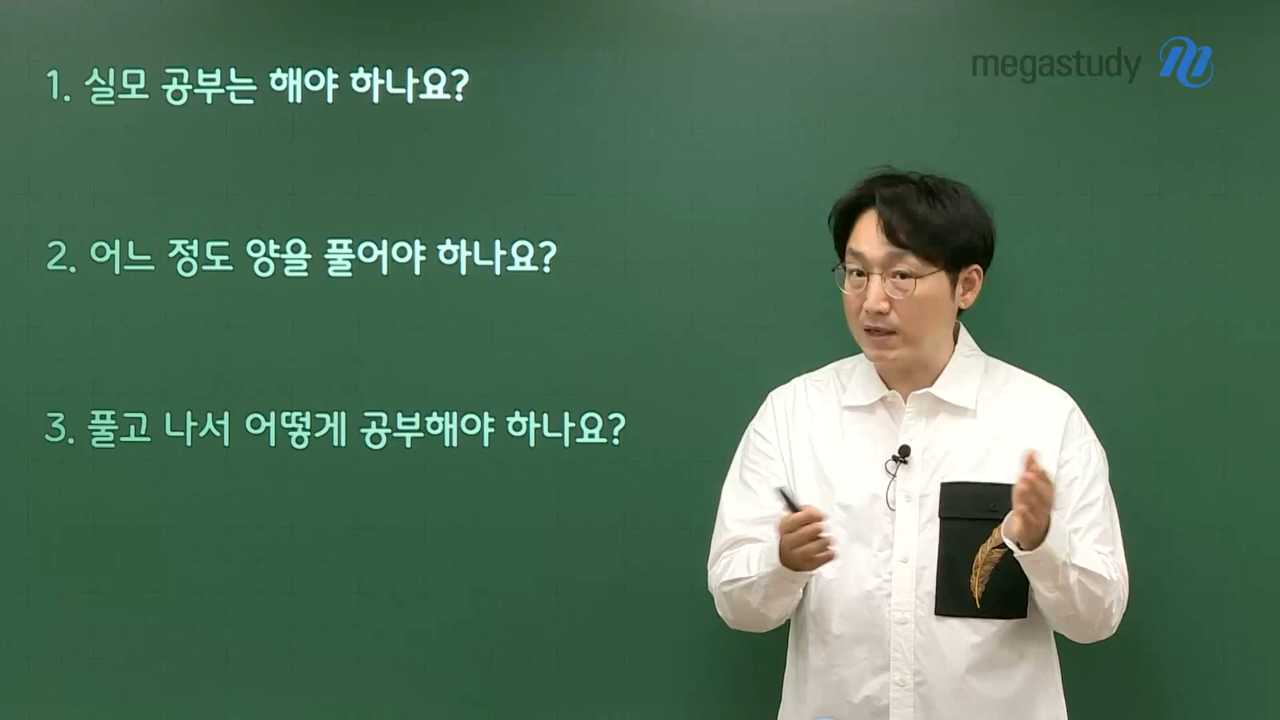 1. 실모 공부는 해야 하나요?
megastudy
2. 어느 정도 양을 풀어야 하나요?
3. 풀고 나서 어떻게 공부해야 하나요?